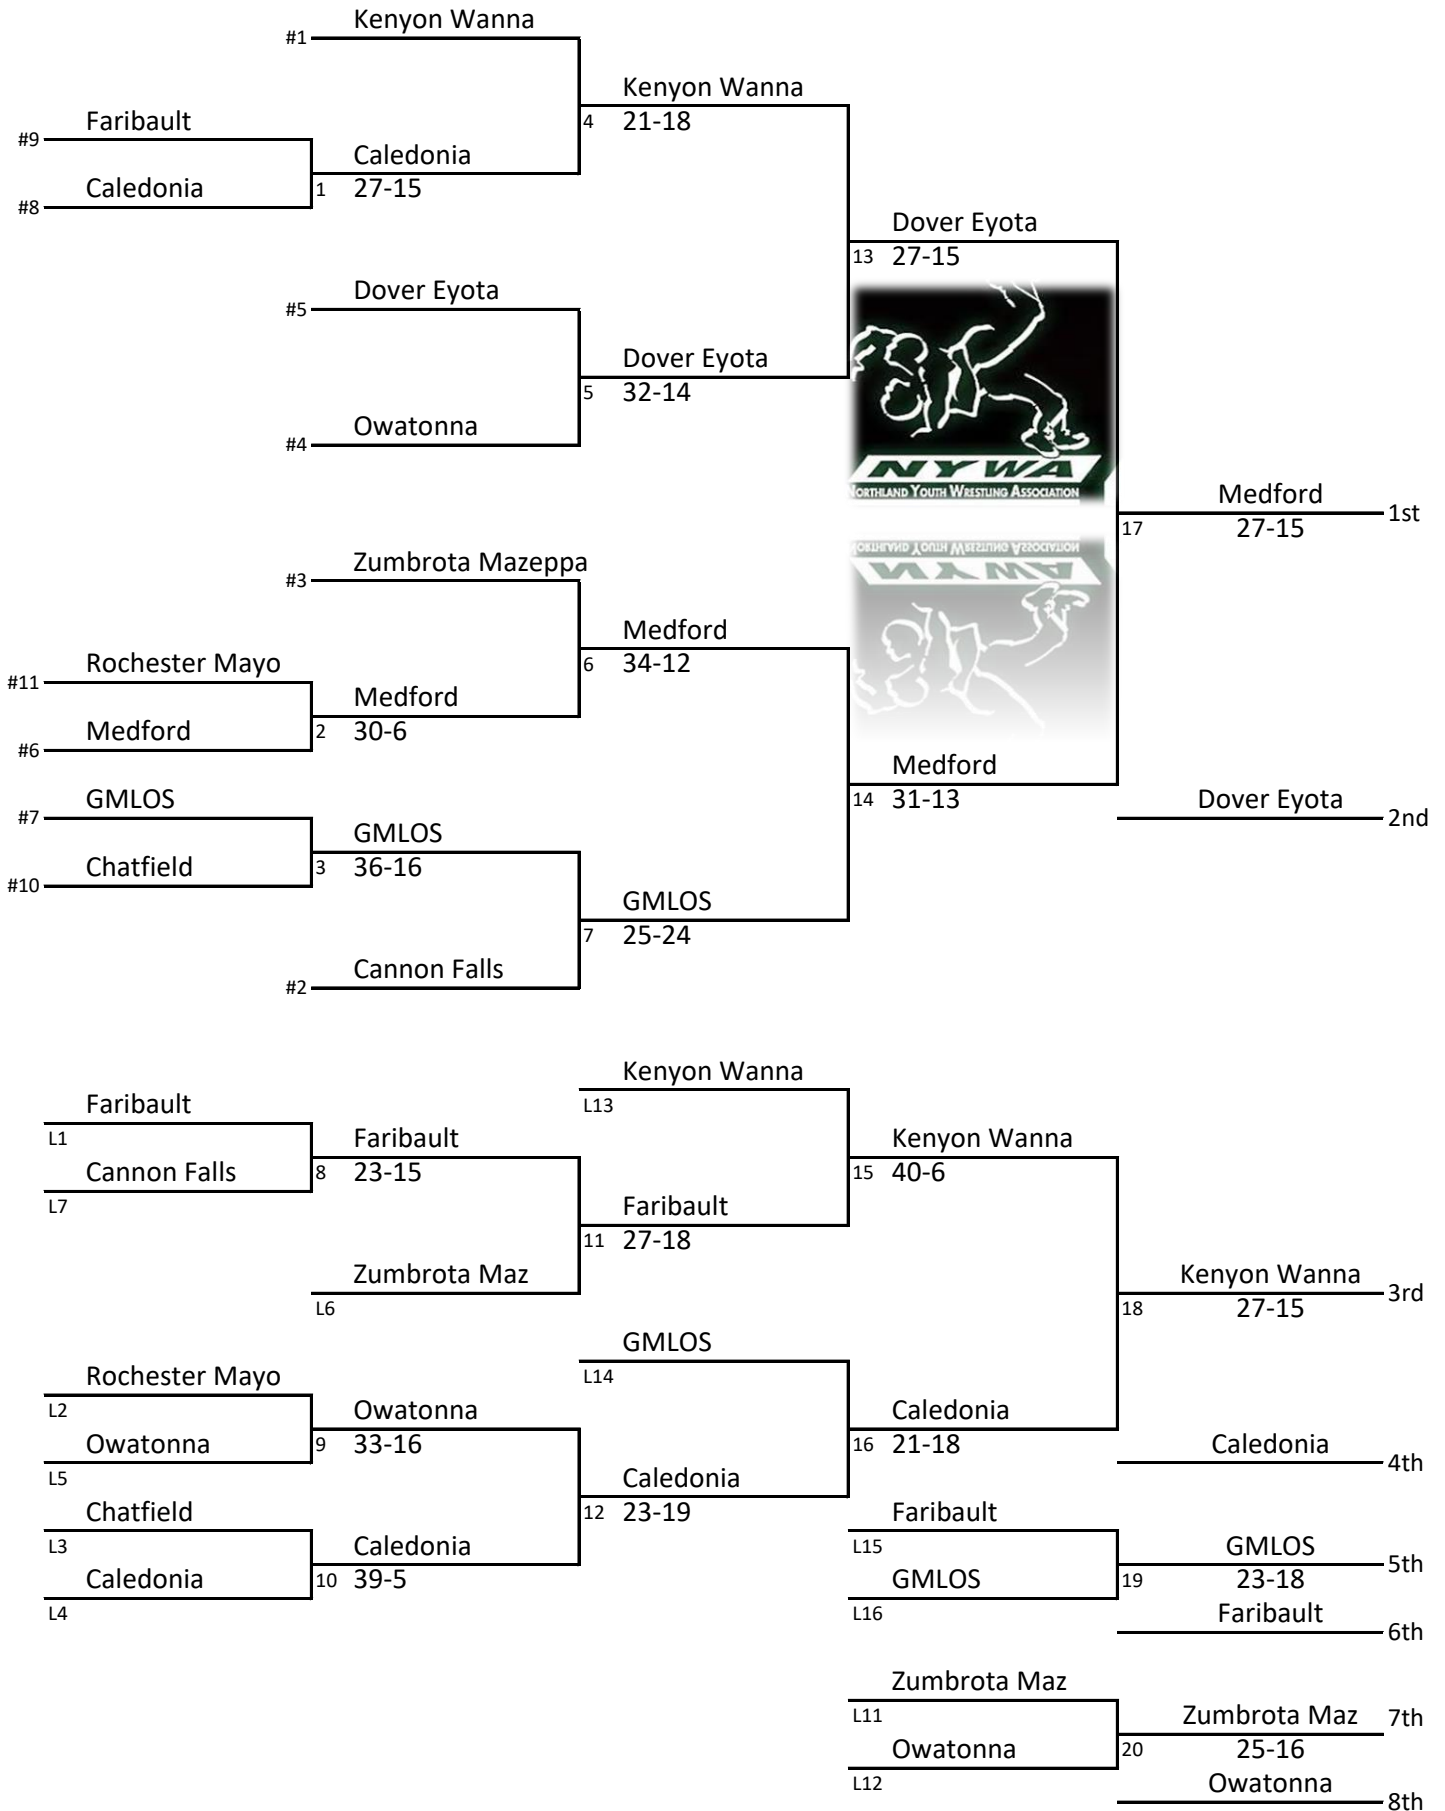 Kenyon Wanna
#1
Kenyon Wanna
4 21-18
Faribault
#9
Caledonia
1 27-15
Caledonia
#8
Dover Eyota
13 27-15
Dover Eyota
#5
Dover Eyota
5 32-14
Owatonna
#4
NYWA
NORTHLAND YOUTH WRESTLING ASSOCIATION
Medford 1st
17 27-15
NORTHLAND YOUTH WRESTLING ASSOCIATION
NYWA
Zumbrota Mazeppa
#3
Medford
6 34-12
Rochester Mayo
#11
Medford
2 30-6
Medford
#6
Medford
14 31-13
Dover Eyota 2nd
GMLOS
#7
GMLOS
3 36-16
Chatfield
#10
GMLOS
7 25-24
Cannon Falls
#2
Kenyon Wanna
L13
Faribault
L1
Faribault
8 23-15
Cannon Falls
L7
Kenyon Wanna
15 40-6
Faribault
11 27-18
Zumbrota Maz
L6
Kenyon Wanna 3rd
18 27-15
GMLOS
L14
Rochester Mayo
L2
Owatonna
9 33-16
Owatonna
L5
Caledonia
16 21-18
Caledonia 4th
Caledonia
12 23-19
Chatfield
L3
Caledonia
10 39-5
Caledonia
L4
Faribault
L15
GMLOS 5th
19 23-18
GMLOS
L16
Faribault 6th
Zumbrota Maz
L11
Zumbrota Maz 7th
20 25-16
Owatonna
L12
Owatonna 8th